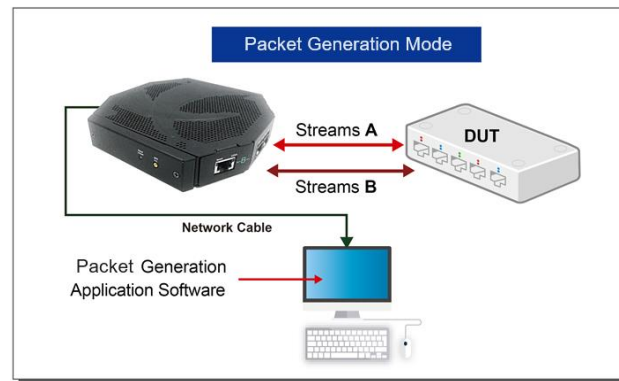 Packet Generation Mode
Streams A
DUT
Streams B
Network Cable
Packet Generation
Application Software